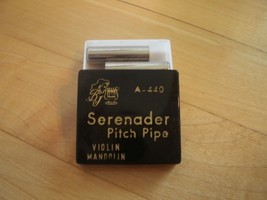 A-440
Serenader
Pitch Pipe
VIOLIN
MANDOLIN